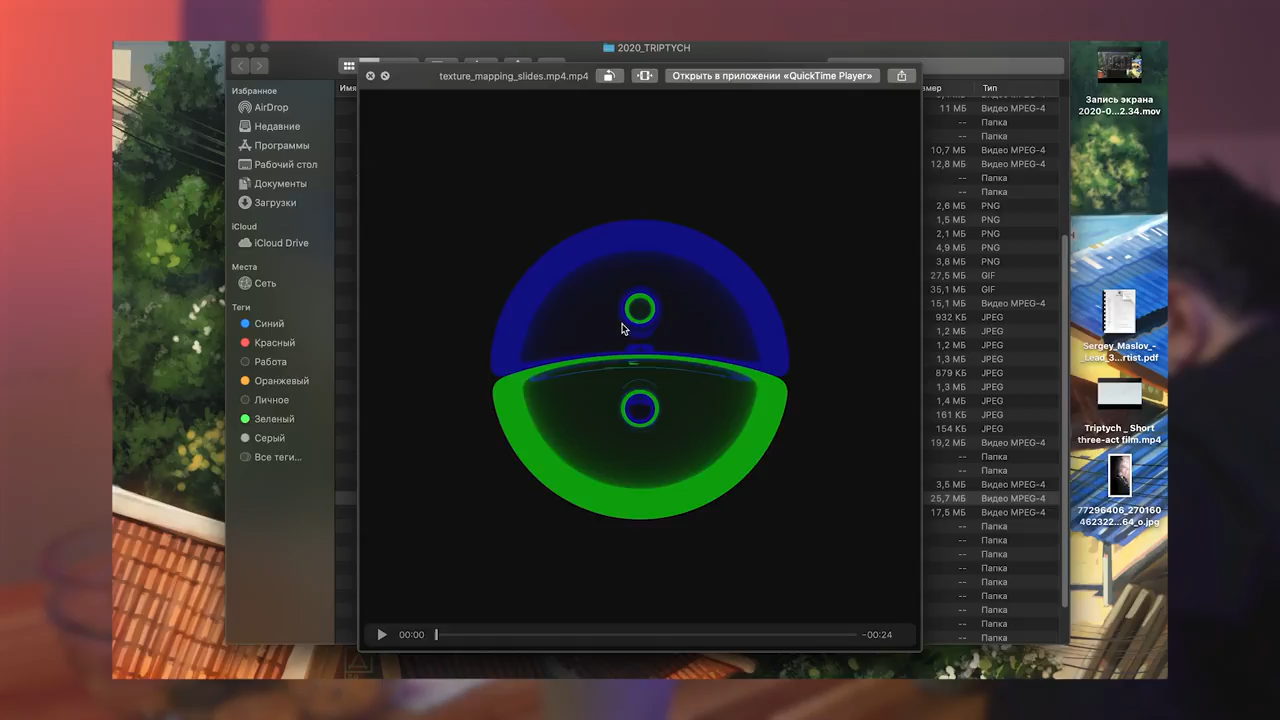 2020_TRIPTYCH
texture_mapping_slides.mp4.mp4
Открыть в приложении «QuickTime Player»
Избранное
AirDrop
Недавние
Программы
Рабочий стол
Документы
Загрузки
iCloud
iCloud Drive
Места
Сеть
Теги
Синий
Красный
Работа
Оранжевый
Личное
Зеленый
Серый
Все теги...
Имя
Тип
11 МБ Видео MPEG-4
-- Папка
-- Папка
10,7 МБ Видео MPEG-4
12,8 МБ Видео MPEG-4
-- Папка
-- Папка
2,6 МБ PNG
1,5 МБ PNG
2,1 МБ PNG
4,9 МБ PNG
3,8 МБ PNG
27,5 МБ GIF
35,1 МБ GIF
15,1 МБ Видео MPEG-4
932 КБ JPEG
1,2 МБ JPEG
1,2 МБ JPEG
1,3 МБ JPEG
879 КБ JPEG
1,3 МБ JPEG
1,4 МБ JPEG
161 КБ JPEG
154 КБ JPEG
19,2 МБ Видео MPEG-4
-- Папка
-- Папка
3,5 МБ Видео MPEG-4
25,7 МБ Видео MPEG-4
17,5 МБ Видео MPEG-4
-- Папка
-- Папка
-- Папка
-- Папка
-- Папка
-- Папка
-- Папка
-- Папка
-- Папка
00:00
−00:24
Запись экрана
2020-0...2.34.mov
Sergey_Maslov_-
_Lead_3...rtist.pdf
Triptych _ Short
three-act film.mp4
77296406_270160
462322...64_o.jpg